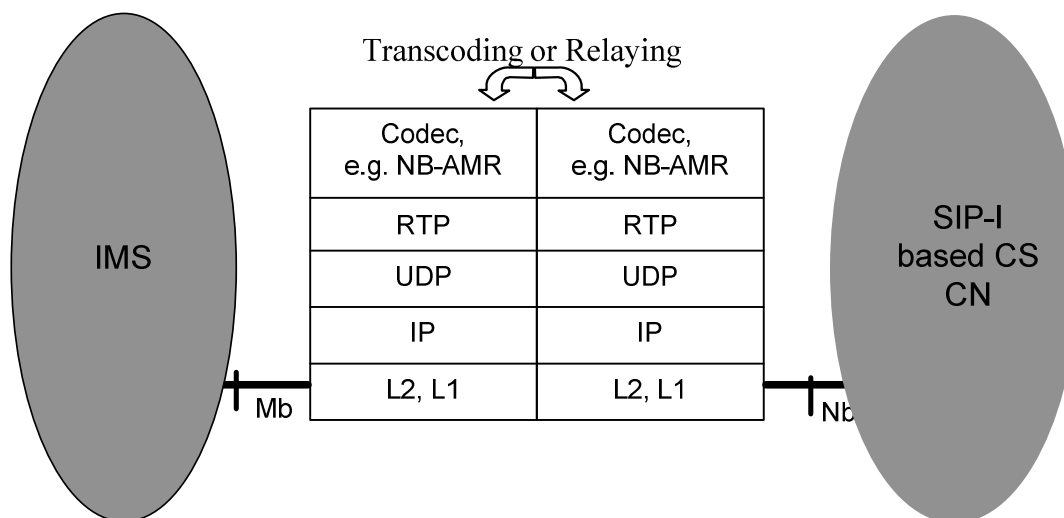 Transcoding or Relaying
Codec,
e.g. NB-AMR
Codec,
e.g. NB-AMR
RTP
RTP
UDP
UDP
IP
IP
L2, L1
L2, L1
IMS
Mb
Nb
SIP-I
based CS
CN